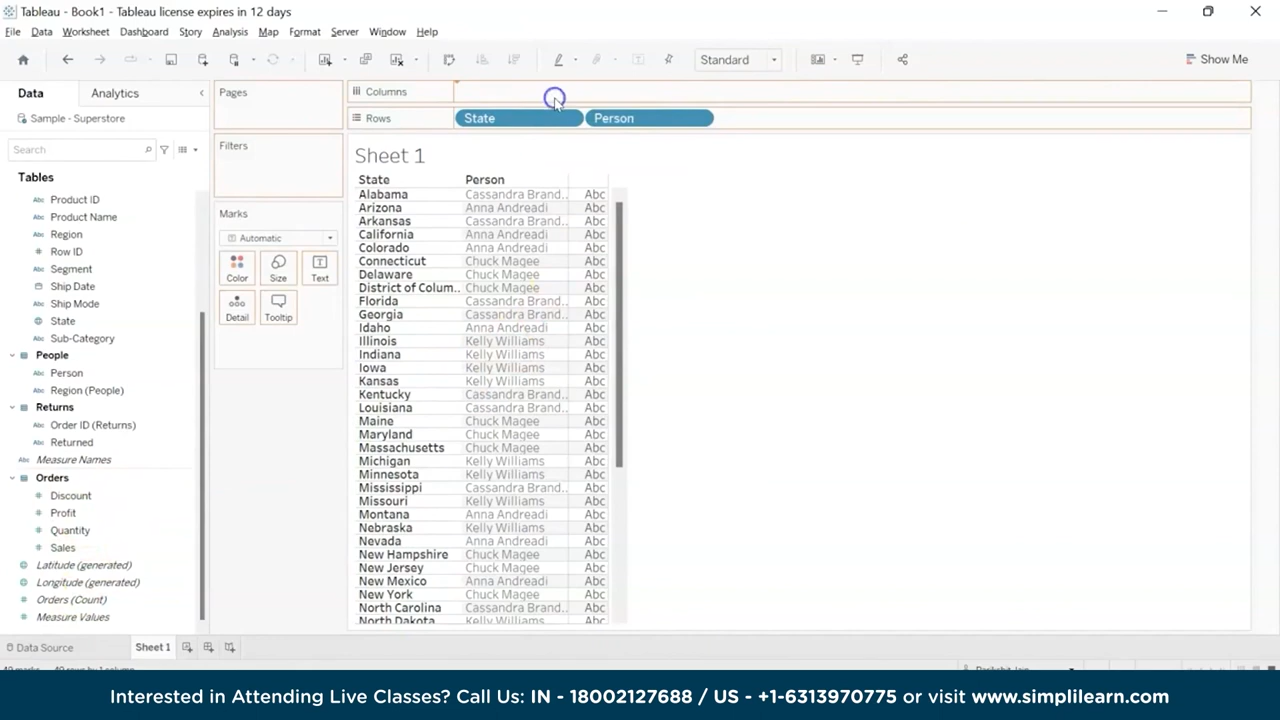 Tableau - Book1 - Tableau license expires in 12 days
File Data Worksheet Dashboard Story Analysis Map Format Server Window Help
Standard Show Me
Data Analytics Pages Columns
Sample - Superstore Rows State Person
Search Filters
Sheet 1
Tables
Product ID
Product Name
Region
Row ID
Segment
Ship Date
Ship Mode
State
Sub-Category
People
Person
Region (People)
Returns
Order ID (Returns)
Returned
Measure Names
Orders
Discount
Profit
Quantity
Sales
Latitude (generated)
Longitude (generated)
Orders (Count)
Measure Values
Marks
Automatic
Color Size Text
Detail Tooltip
State Person
Alabama Cassandra Brand.. Abc
Arizona Anna Andreadi Abc
Arkansas Cassandra Brand.. Abc
California Anna Andreadi Abc
Colorado Anna Andreadi Abc
Connecticut Chuck Magee Abc
Delaware Chuck Magee Abc
District of Colum.. Chuck Magee Abc
Florida Cassandra Brand.. Abc
Georgia Cassandra Brand.. Abc
Idaho Anna Andreadi Abc
Illinois Kelly Williams Abc
Indiana Kelly Williams Abc
Iowa Kelly Williams Abc
Kansas Kelly Williams Abc
Kentucky Cassandra Brand.. Abc
Louisiana Cassandra Brand.. Abc
Maine Chuck Magee Abc
Maryland Chuck Magee Abc
Massachusetts Chuck Magee Abc
Michigan Kelly Williams Abc
Minnesota Kelly Williams Abc
Mississippi Cassandra Brand.. Abc
Missouri Kelly Williams Abc
Montana Anna Andreadi Abc
Nebraska Kelly Williams Abc
Nevada Anna Andreadi Abc
New Hampshire Chuck Magee Abc
New Jersey Chuck Magee Abc
New Mexico Anna Andreadi Abc
New York Chuck Magee Abc
North Carolina Cassandra Brand.. Abc
North Dakota Kelly Williams Abc
Data Source Sheet 1
Interested in Attending Live Classes? Call Us: IN - 18002127688 / US - +1-6313970775 or visit www.simplilearn.com